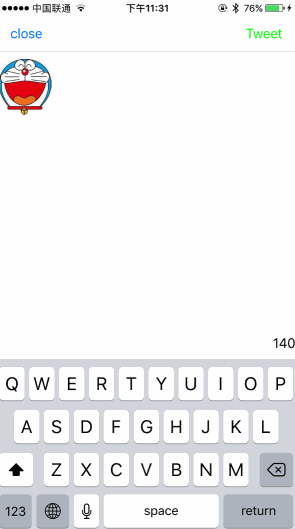 中国联通 下午11:31 76%
close Tweet
140
Q W E R T Y U I O P
A S D F G H J K L
Z X C V B N M
123 space return